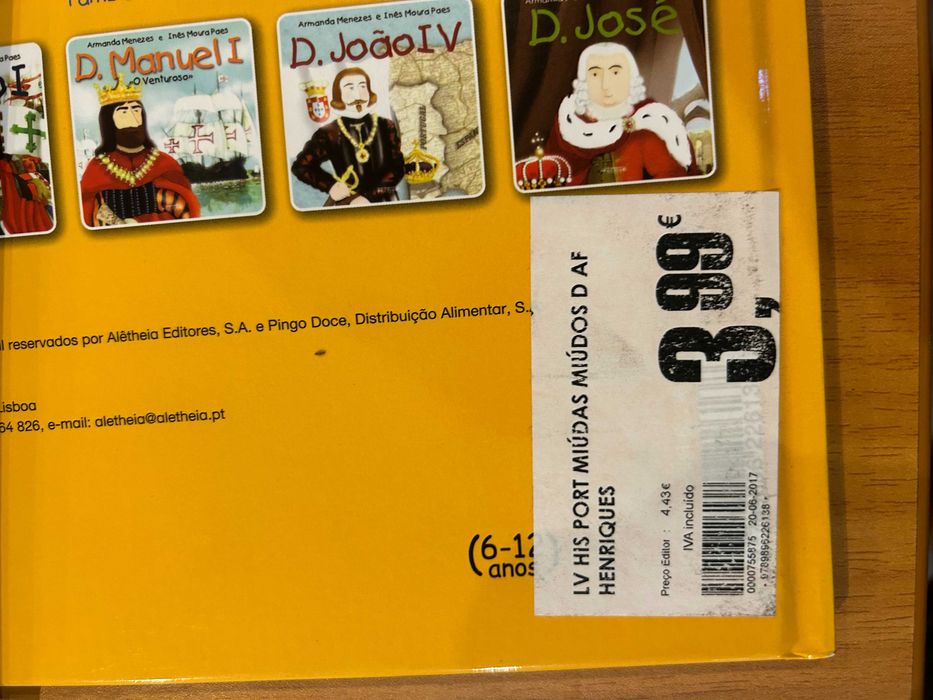 Armanda Menezes e Inês Moura Paes
D. Manuel I
"O Venturoso"
Armanda Menezes e Inês Moura Paes
D. João IV
PORTUGAL
D. José
reservados por Alêtheia Editores, S.A. e Pingo Doce, Distribuição Alimentar, S.,
Lisboa
64 826, e-mail: aletheia@aletheia.pt
(6-12
anos
LV HiS PORT MIÚDAS MIÚDOS D AF
HENRIQUES
3,99€
Preço Editor : 4.43€
IVA incluído
0000755875 20-06-2017
9789896226138